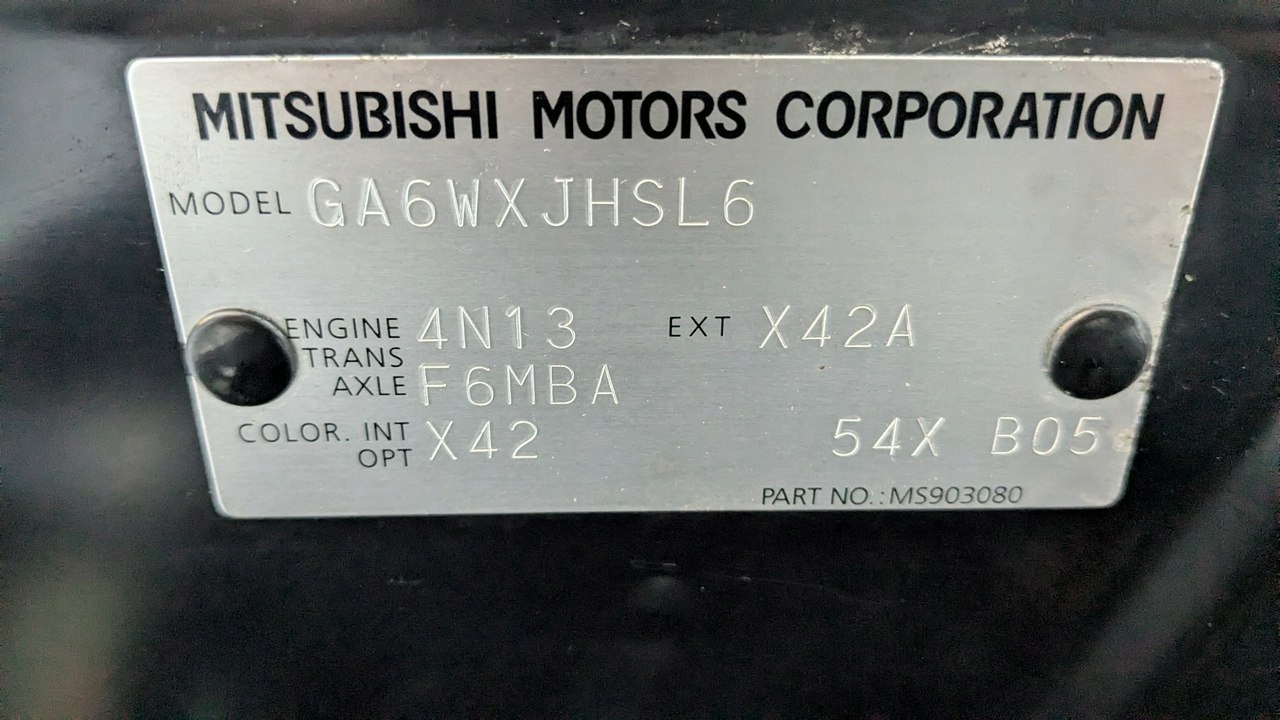 MITSUBISHI MOTORS CORPORATION
MODEL GA6WXJHSL6
ENGINE 4N13 EXT X42A
TRANS AXLE F6MBA
COLOR. INT OPT X42 54X B05
PART NO.:MS903080